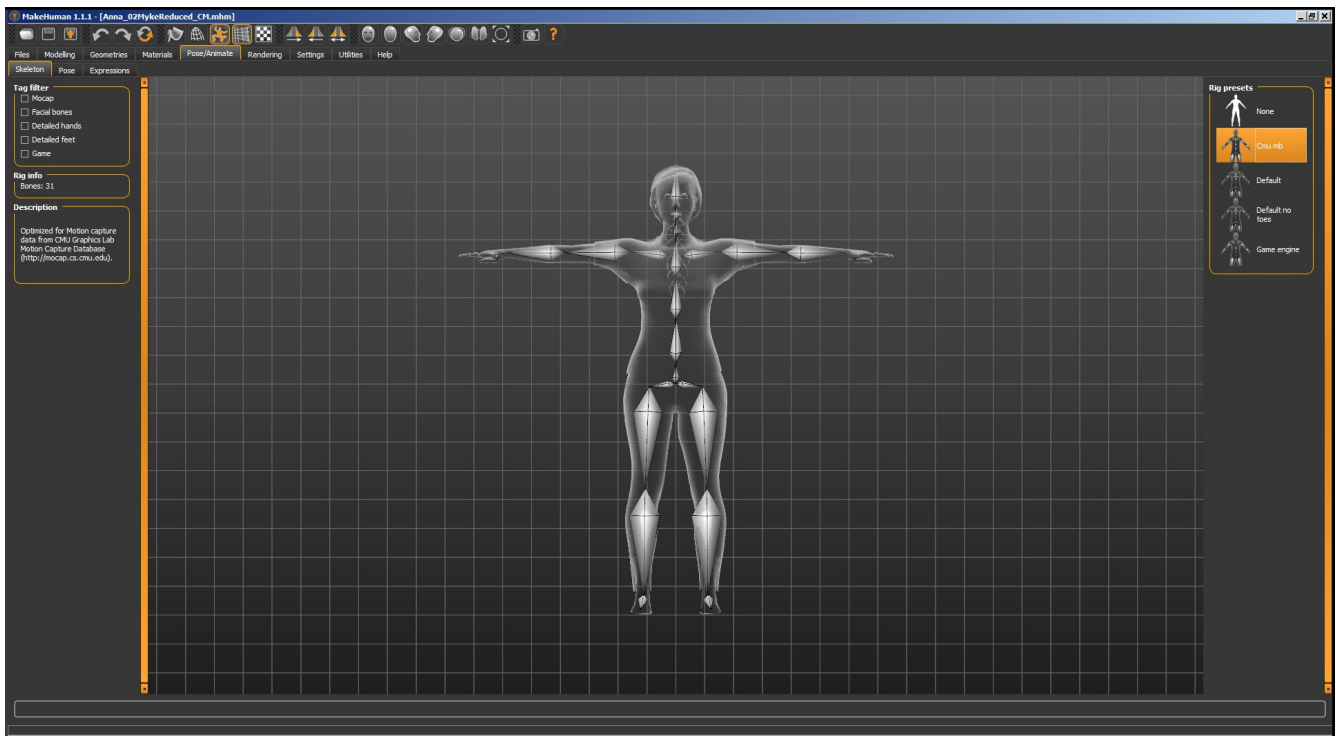 MakeHuman 1.1.1 - [Anna_02MykeReduced_CM.mhm]
Files Modelling Geometries Materials Pose/Animate Rendering Settings Utilities Help
Skeleton Pose Expressions
Tag filter
Mocap
Facial bones
Detailed hands
Detailed feet
Game
Rig info
Bones: 31
Description
Optimized for Motion capture
data from CMU Graphics Lab
Motion Capture Database
(http://mocap.cs.cmu.edu).
Rig presets
None
Cmu mb
Default
Default no
toes
Game engine